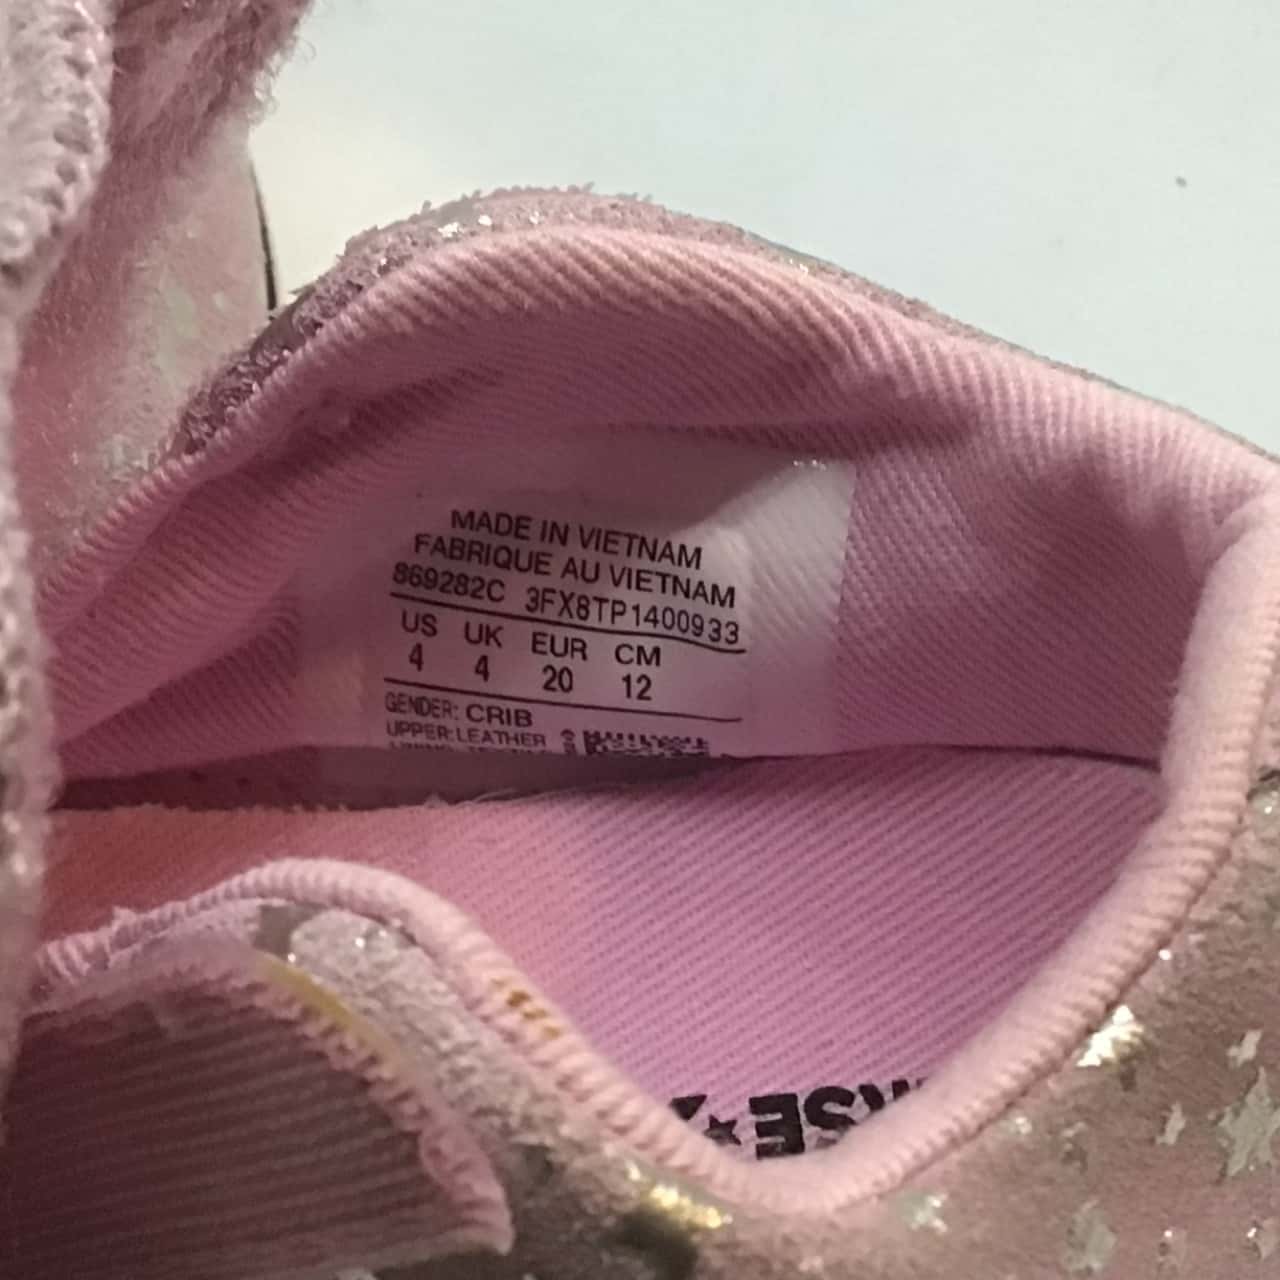 MADE IN VIETNAM
FABRIQUE AU VIETNAM
869282C 3FX8TP1400933
US UK EUR CM
4 4 20 12
GENDER: CRIB
UPPER: LEATHER